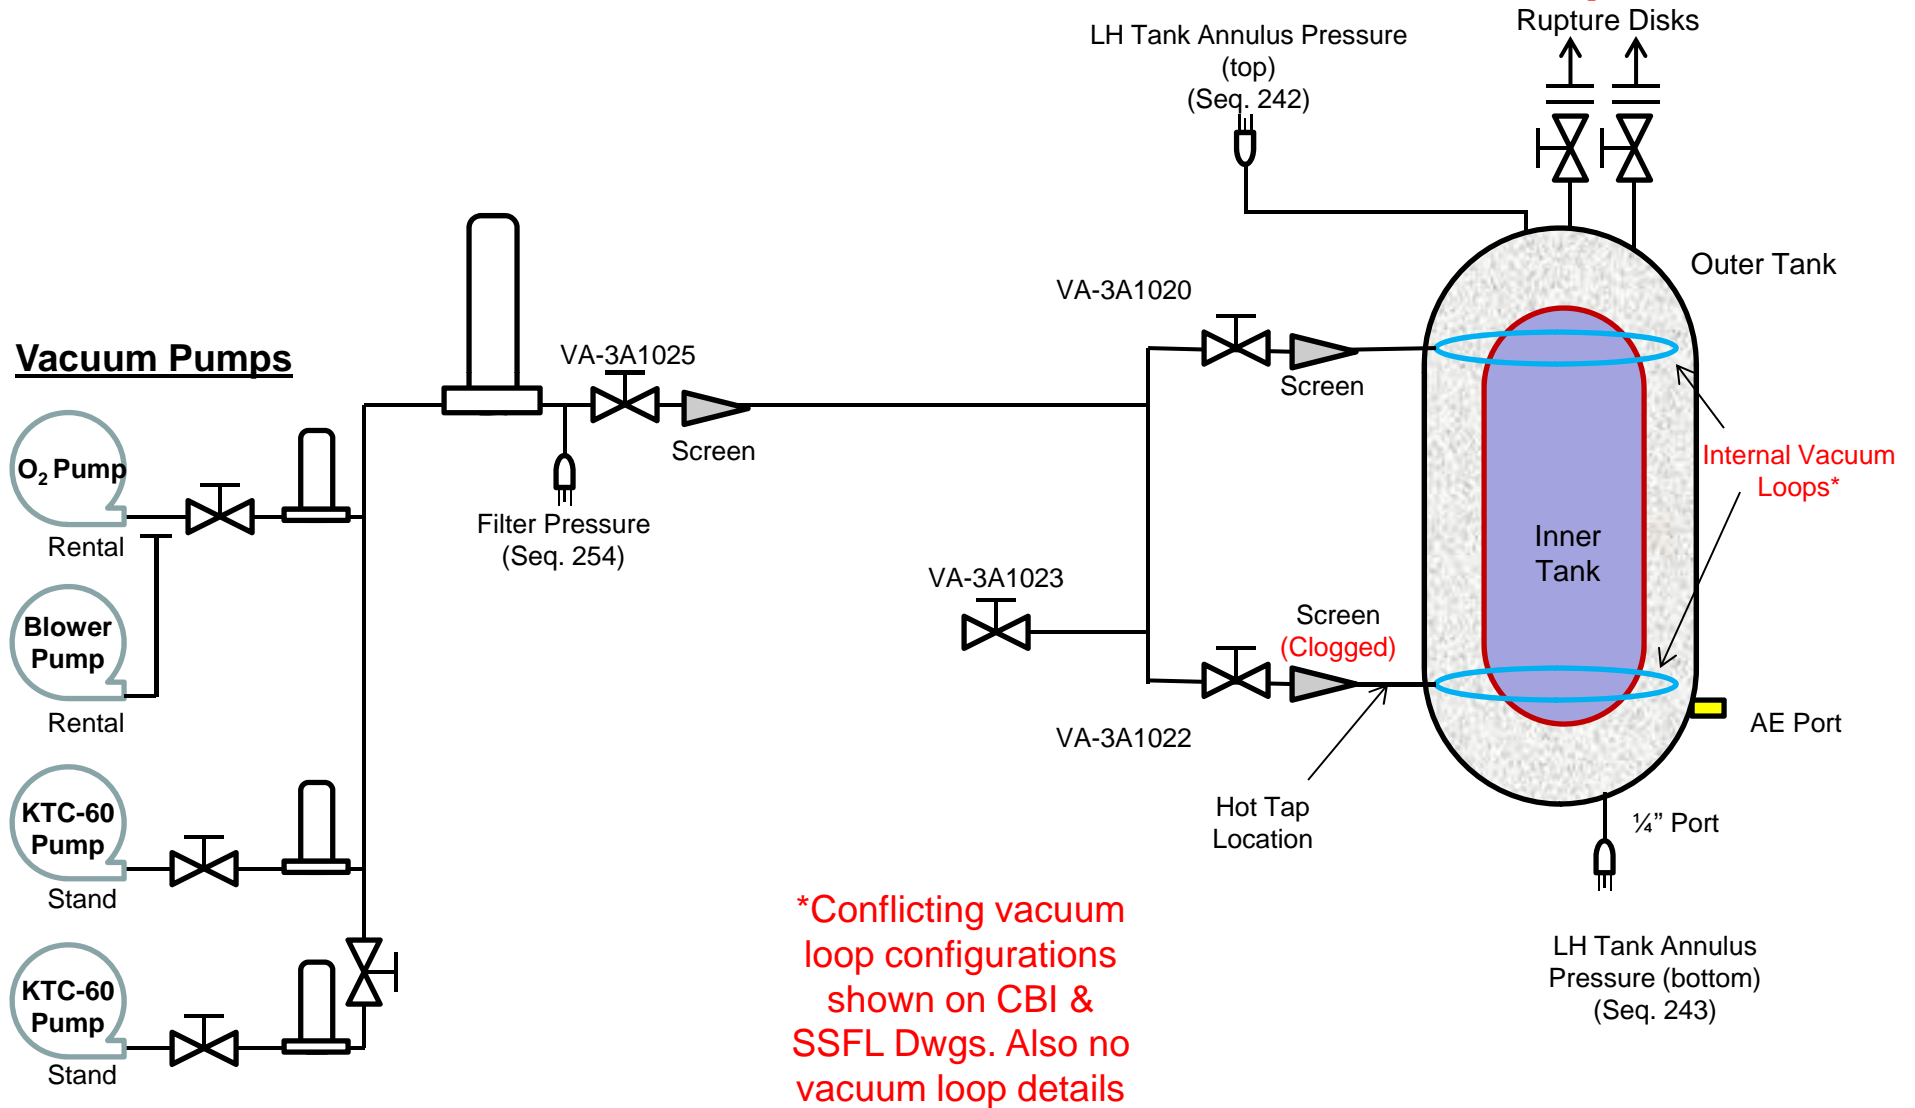 Rupture Disks
LH Tank Annulus Pressure
(top)
(Seq. 242)
Outer Tank
VA-3A1020
Vacuum Pumps
VA-3A1025
Screen
Screen
Internal Vacuum
Loops*
O₂ Pump
Rental
Filter Pressure
(Seq. 254)
Inner
Tank
VA-3A1023
Screen
(Clogged)
Blower
Pump
Rental
VA-3A1022
AE Port
Hot Tap
Location
KTC-60
Pump
Stand
¼” Port
*Conflicting vacuum
loop configurations
shown on CBI &
SSFL Dwgs. Also no
vacuum loop details
LH Tank Annulus
Pressure (bottom)
(Seq. 243)
KTC-60
Pump
Stand